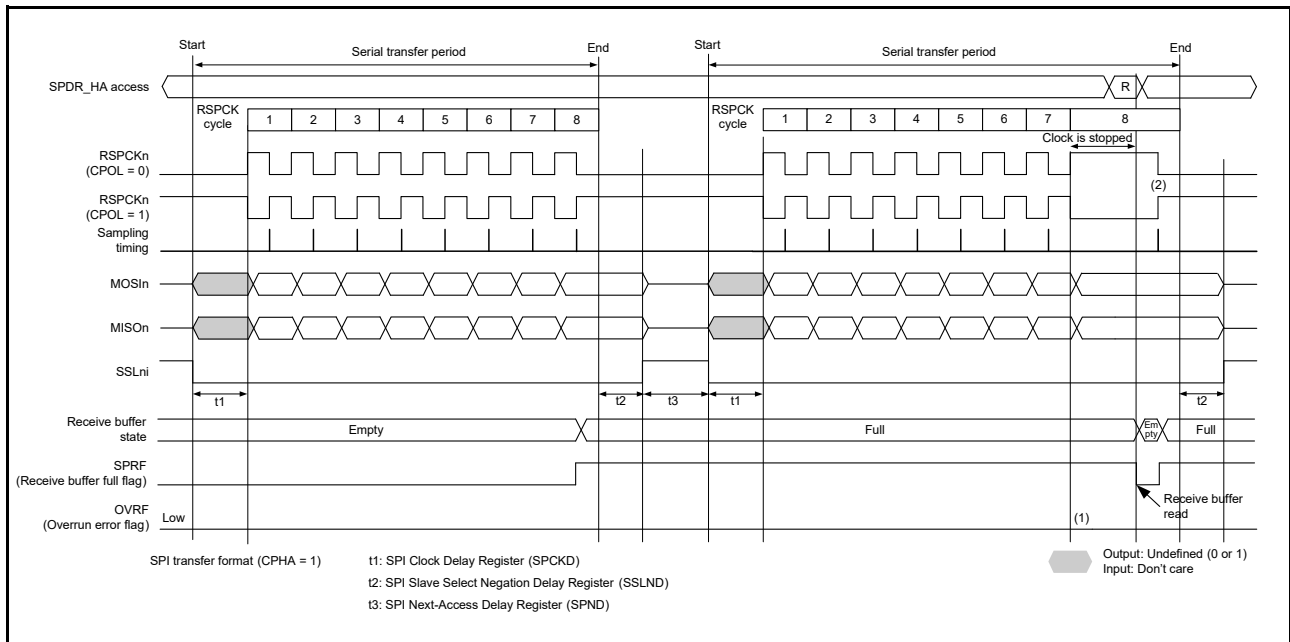 Start
Serial transfer period
End
Start
Serial transfer period
End
SPDR_HA access
R
RSPCK
cycle
1 2 3 4 5 6 7 8
RSPCK
cycle
1 2 3 4 5 6 7 8
Clock is stopped
RSPCKn
(CPOL = 0)
(2)
RSPCKn
(CPOL = 1)
Sampling
timing
MOSIn
MISOn
SSLni
t1
t2
t3
t1
t2
Receive buffer
state
Empty
Full
Em
pty
Full
SPRF
(Receive buffer full flag)
Receive buffer
read
OVRF
(Overrun error flag)
Low
(1)
SPI transfer format (CPHA = 1)
t1: SPI Clock Delay Register (SPCKD)
t2: SPI Slave Select Negation Delay Register (SSLND)
t3: SPI Next-Access Delay Register (SPND)
Output: Undefined (0 or 1)
Input: Don't care